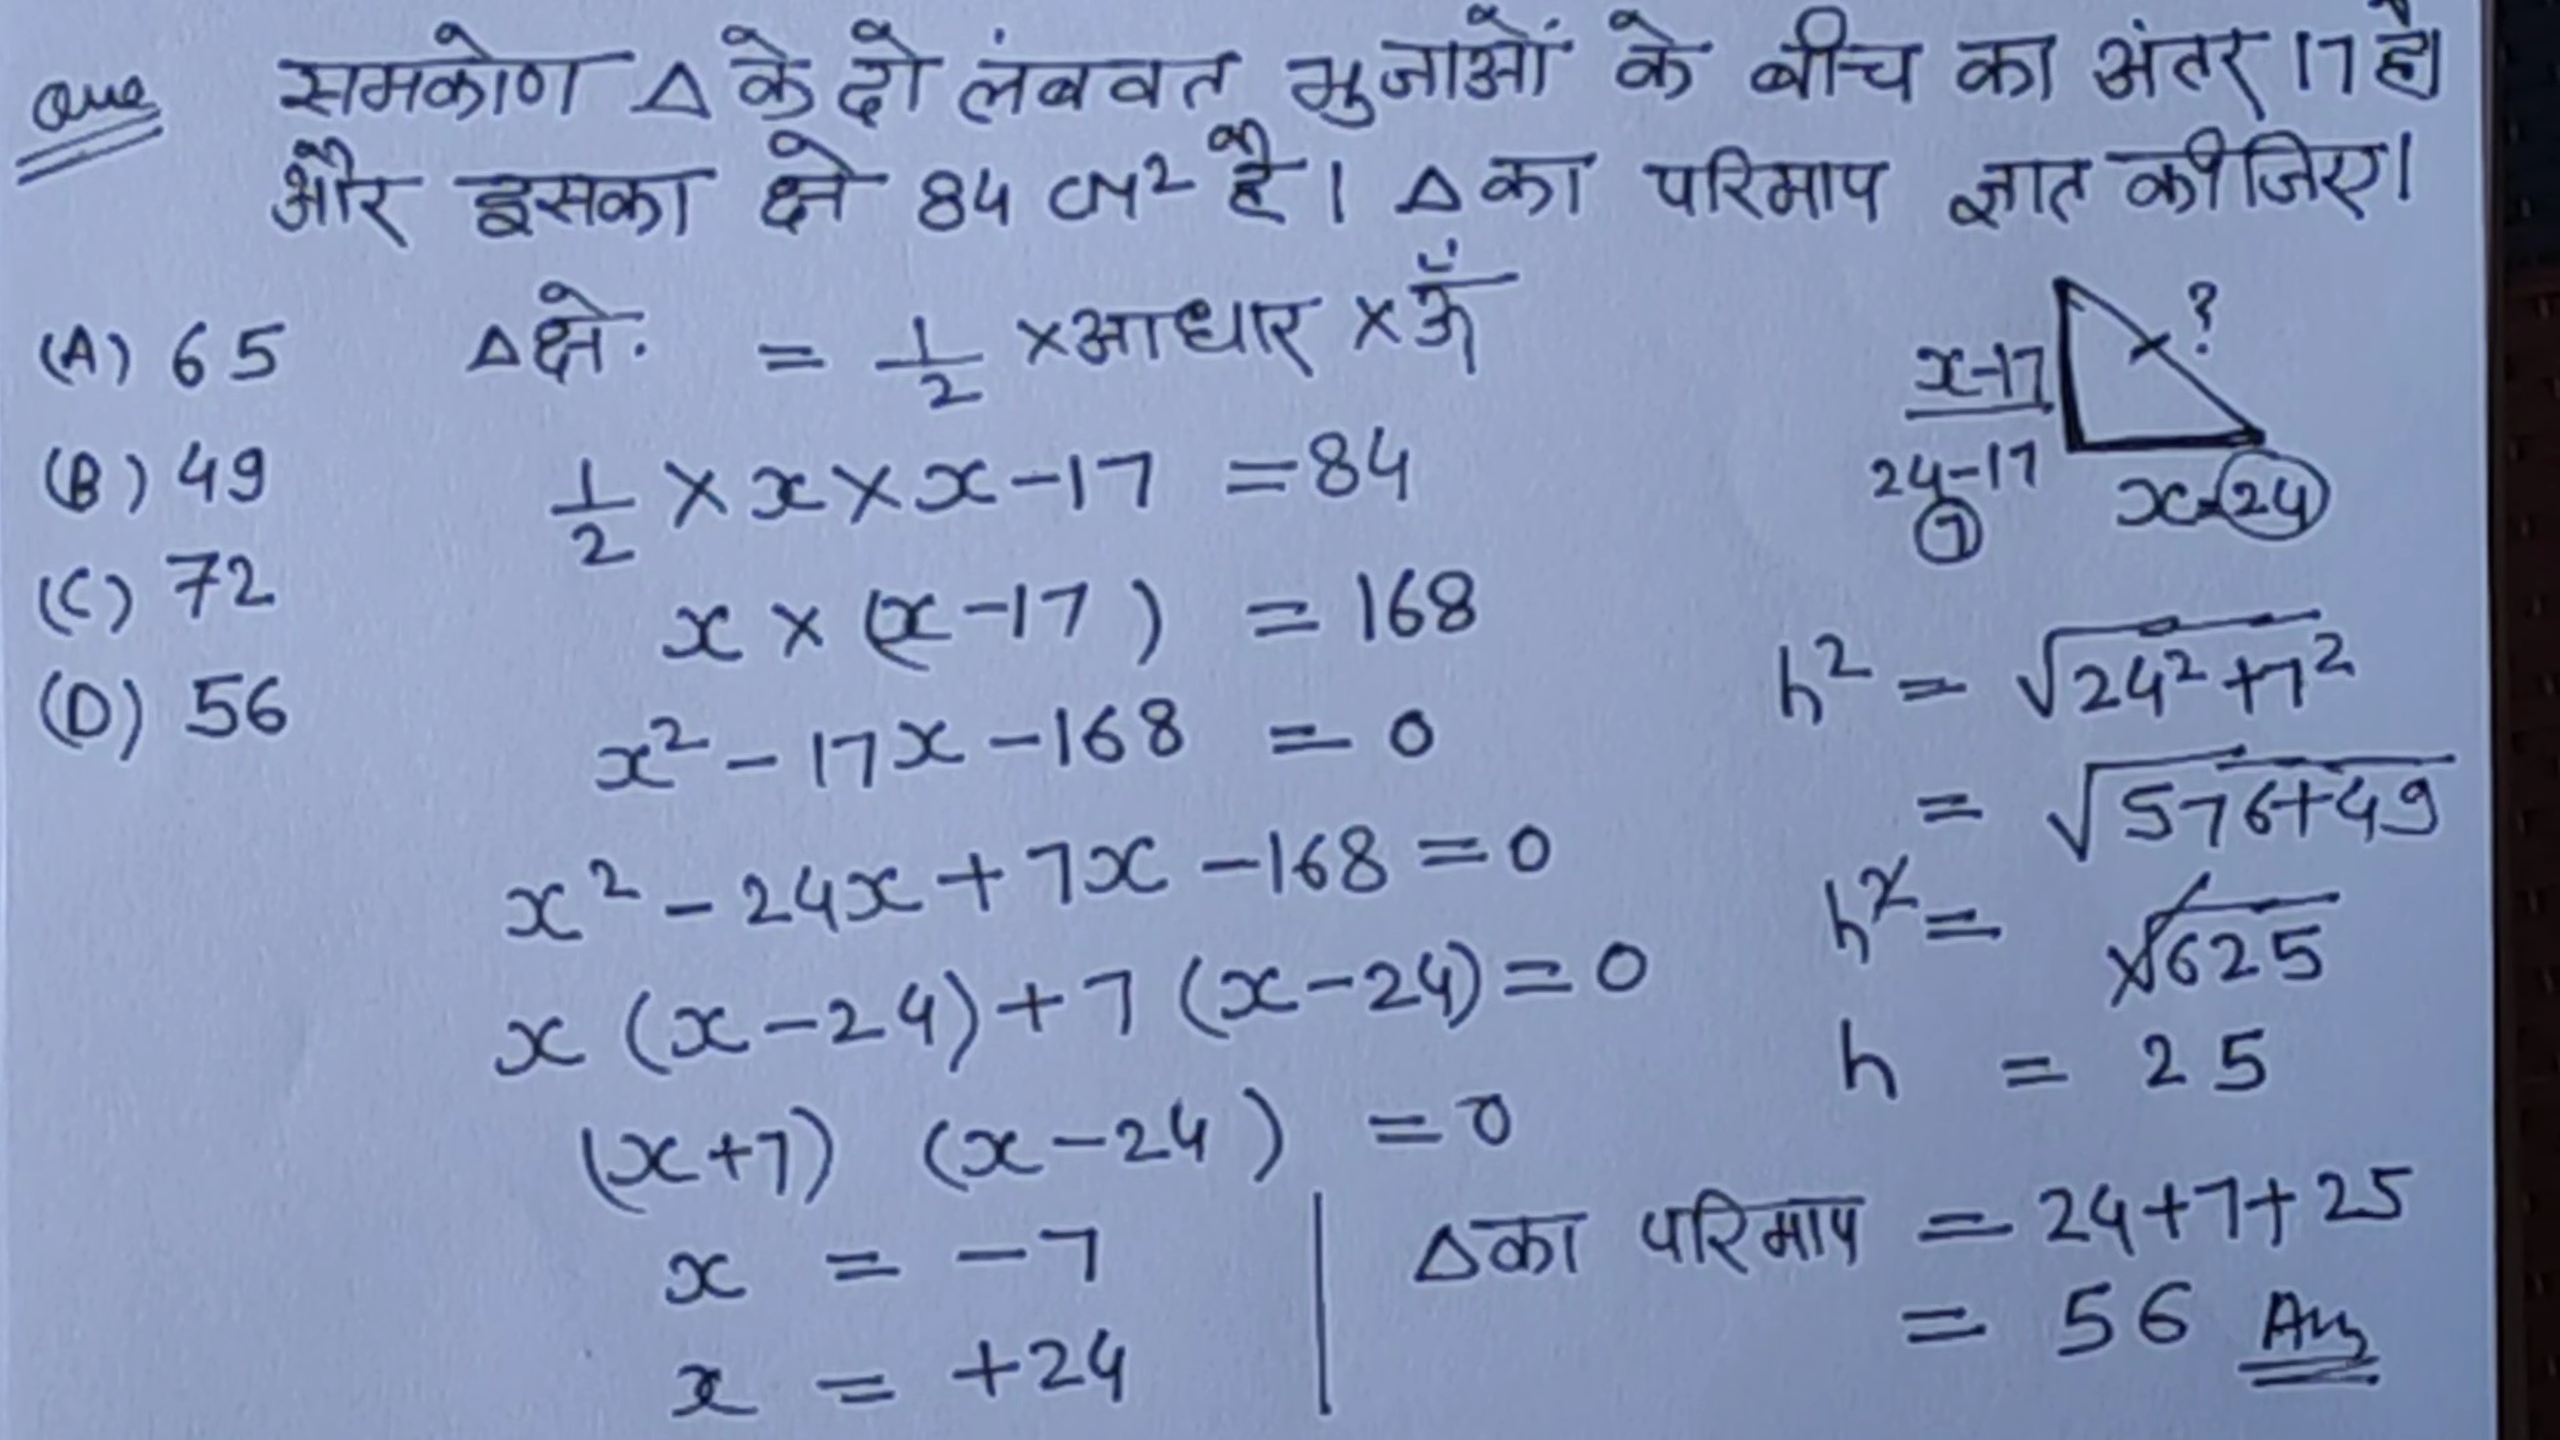 Que समकोण △ के दो लंबवत भुजाओं के बीच का अंतर 17 है।
और इसका क्षे 84 cm² है। △ का परिमाप ज्ञात कीजिए।
(A) 65
(B) 49
(C) 72
(D) 56
△ क्षे. = 1/2 × आधार × ऊँ
1/2 × x × x - 17 = 84
x × (x - 17) = 168
x² - 17x - 168 = 0
x² - 24x + 7x - 168 = 0
x (x - 24) + 7 (x - 24) = 0
(x + 7) (x - 24) = 0
x = -7
x = +24
?
x-17
24-17
7
x=24
h² = √24² + 7²
= √576+49
h² = √625
h = 25
△ का परिमाप = 24+7+25
= 56 Ans